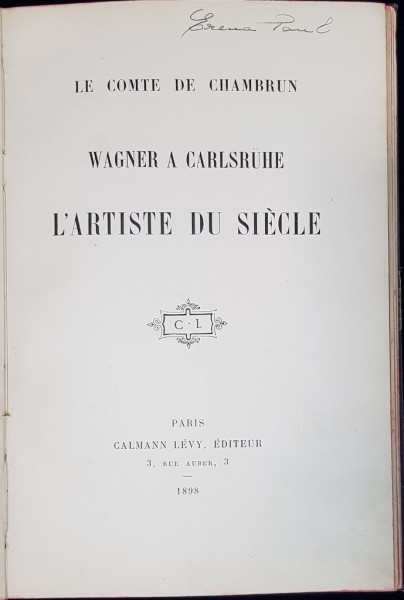 LE COMTE DE CHAMBRUN
WAGNER A CARLSRÜHE
L'ARTISTE DU SIÈCLE
C·L
PARIS
CALMANN LÉVY, ÉDITEUR
3, RUE AUBER, 3
1898